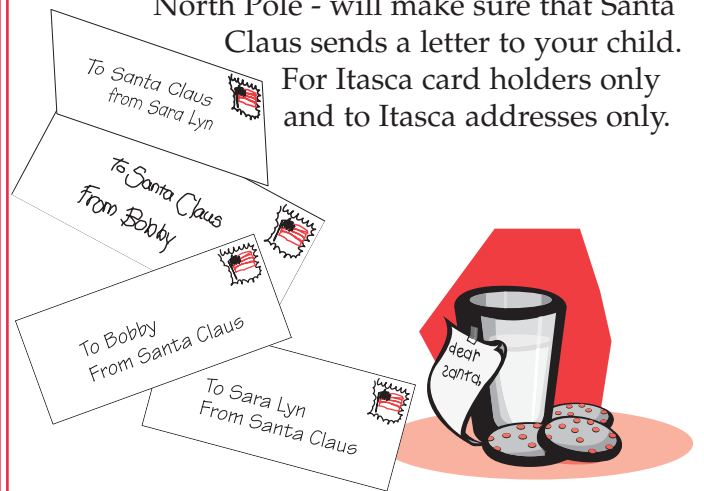 North Pole - will make sure that Santa
Claus sends a letter to your child.
For Itasca card holders only
and to Itasca addresses only.
To Santa Claus
from Sara Lyn
To Santa Claus
From Bobby
To Bobby
From Santa Claus
To Sara Lyn
From Santa Claus
dear
santa,